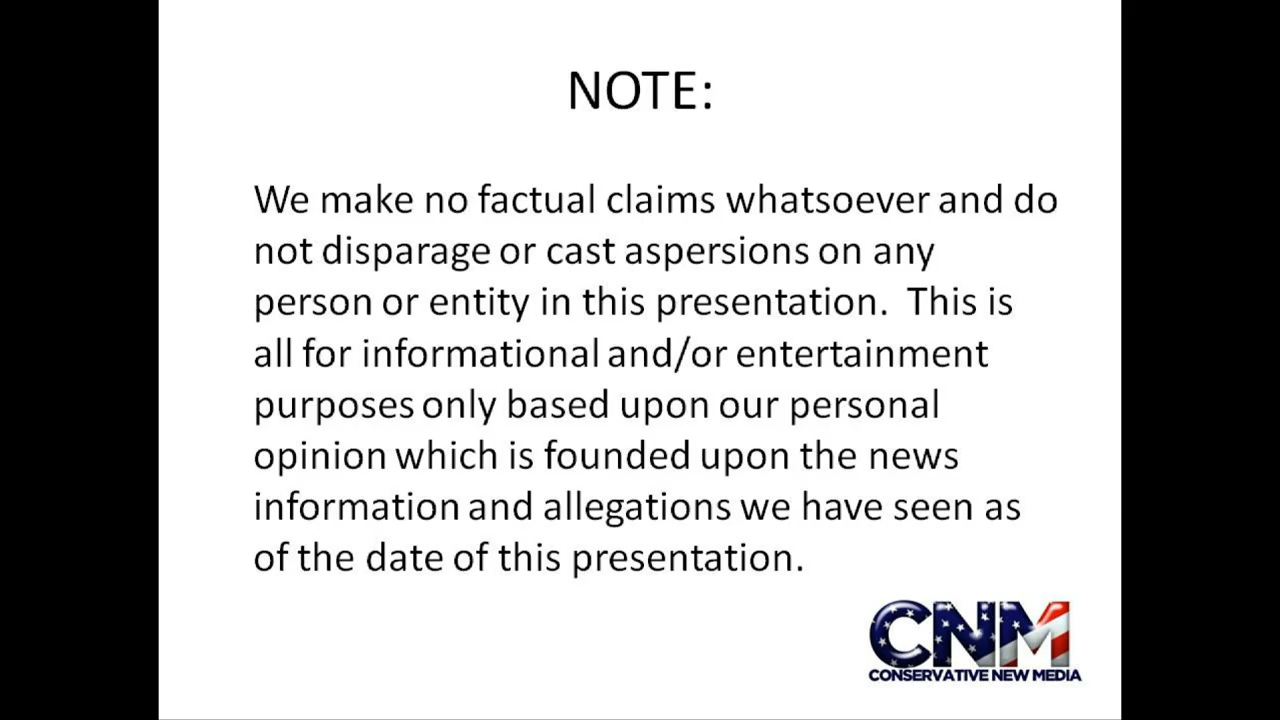 NOTE:
We make no factual claims whatsoever and do
not disparage or cast aspersions on any
person or entity in this presentation.  This is
all for informational and/or entertainment
purposes only based upon our personal
opinion which is founded upon the news
information and allegations we have seen as
of the date of this presentation.
CNM
CONSERVATIVE NEW MEDIA